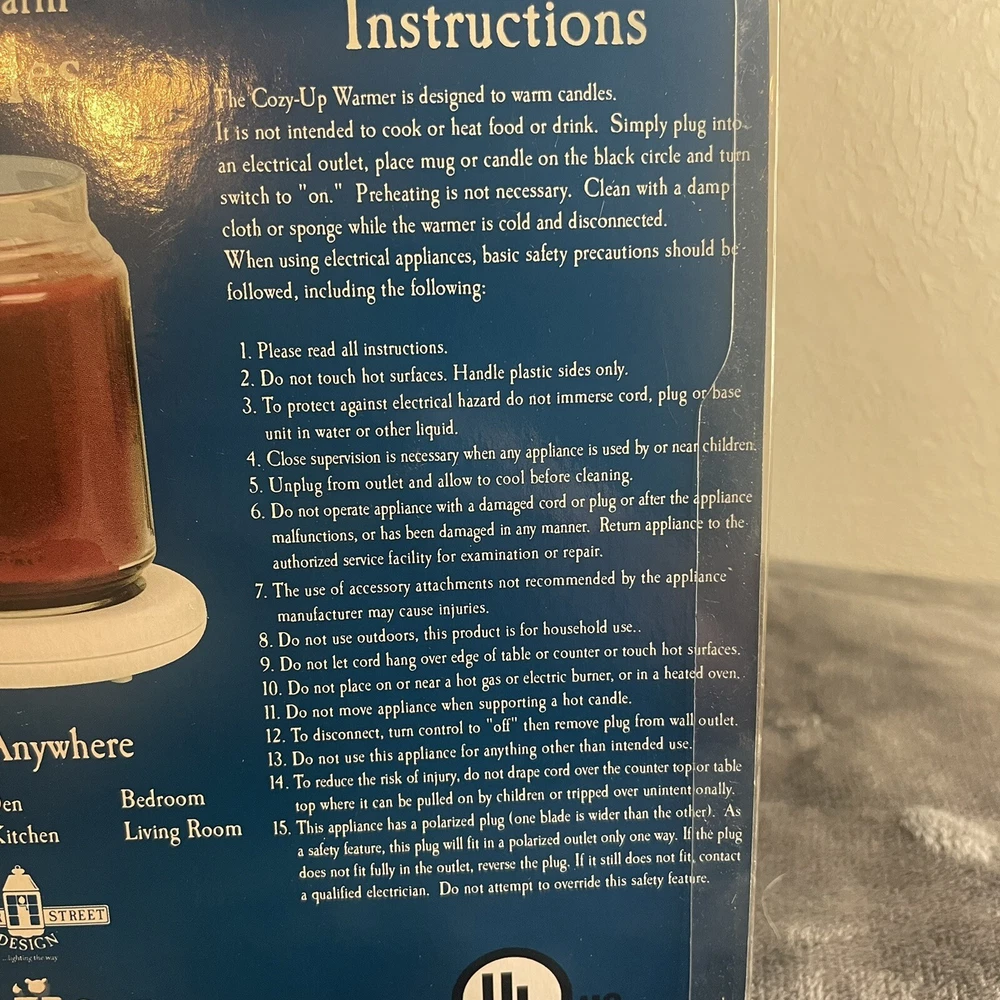 Instructions
The Cozy-Up Warmer is designed to warm candles.
It is not intended to cook or heat food or drink. Simply plug into
an electrical outlet, place mug or candle on the black circle and turn
switch to "on." Preheating is not necessary. Clean with a damp
cloth or sponge while the warmer is cold and disconnected.
When using electrical appliances, basic safety precautions should be
followed, including the following:
1. Please read all instructions.
2. Do not touch hot surfaces. Handle plastic sides only.
3. To protect against electrical hazard do not immerse cord, plug or base
unit in water or other liquid.
4. Close supervision is necessary when any appliance is used by or near children.
5. Unplug from outlet and allow to cool before cleaning.
6. Do not operate appliance with a damaged cord or plug or after the appliance
malfunctions, or has been damaged in any manner. Return appliance to the
authorized service facility for examination or repair.
7. The use of accessory attachments not recommended by the appliance
manufacturer may cause injuries.
8. Do not use outdoors, this product is for household use..
9. Do not let cord hang over edge of table or counter or touch hot surfaces.
10. Do not place on or near a hot gas or electric burner, or in a heated oven.
11. Do not move appliance when supporting a hot candle.
12. To disconnect, turn control to "off" then remove plug from wall outlet.
13. Do not use this appliance for anything other than intended use.
14. To reduce the risk of injury, do not drape cord over the counter top or table
top where it can be pulled on by children or tripped over unintentionally.
15. This appliance has a polarized plug (one blade is wider than the other). As
a safety feature, this plug will fit in a polarized outlet only one way. If the plug
does not fit fully in the outlet, reverse the plug. If it still does not fit, contact
a qualified electrician. Do not attempt to override this safety feature.
Anywhere
Bedroom
Kitchen Living Room
STREET
DESIGN
...lighting the way
UL